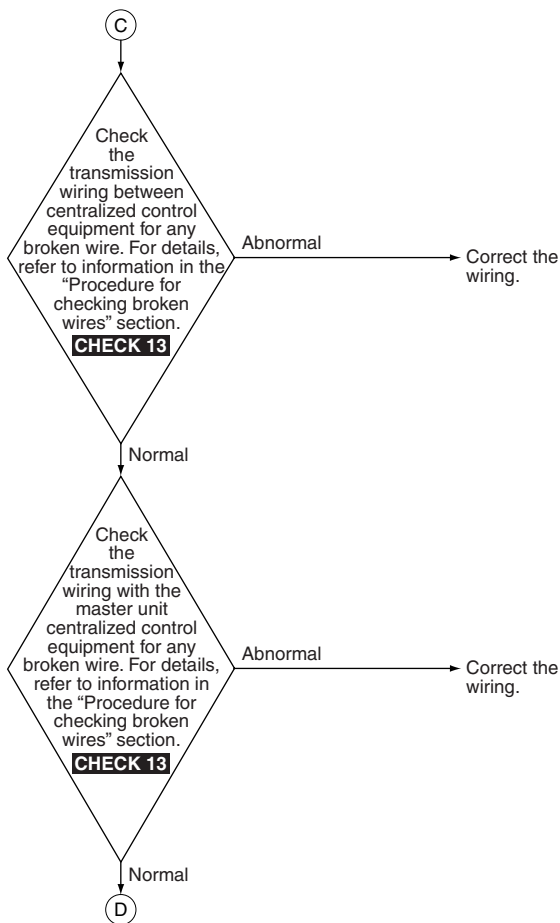 C
Check
the
transmission
wiring between
centralized control
equipment for any
broken wire. For details,
refer to information in the
“Procedure for
checking broken
wires” section.
CHECK 13
Abnormal
Correct the
wiring.
Normal
Check
the
transmission
wiring with the
master unit
centralized control
equipment for any
broken wire. For details,
refer to information in
the “Procedure for
checking broken
wires” section.
CHECK 13
Abnormal
Correct the
wiring.
Normal
D